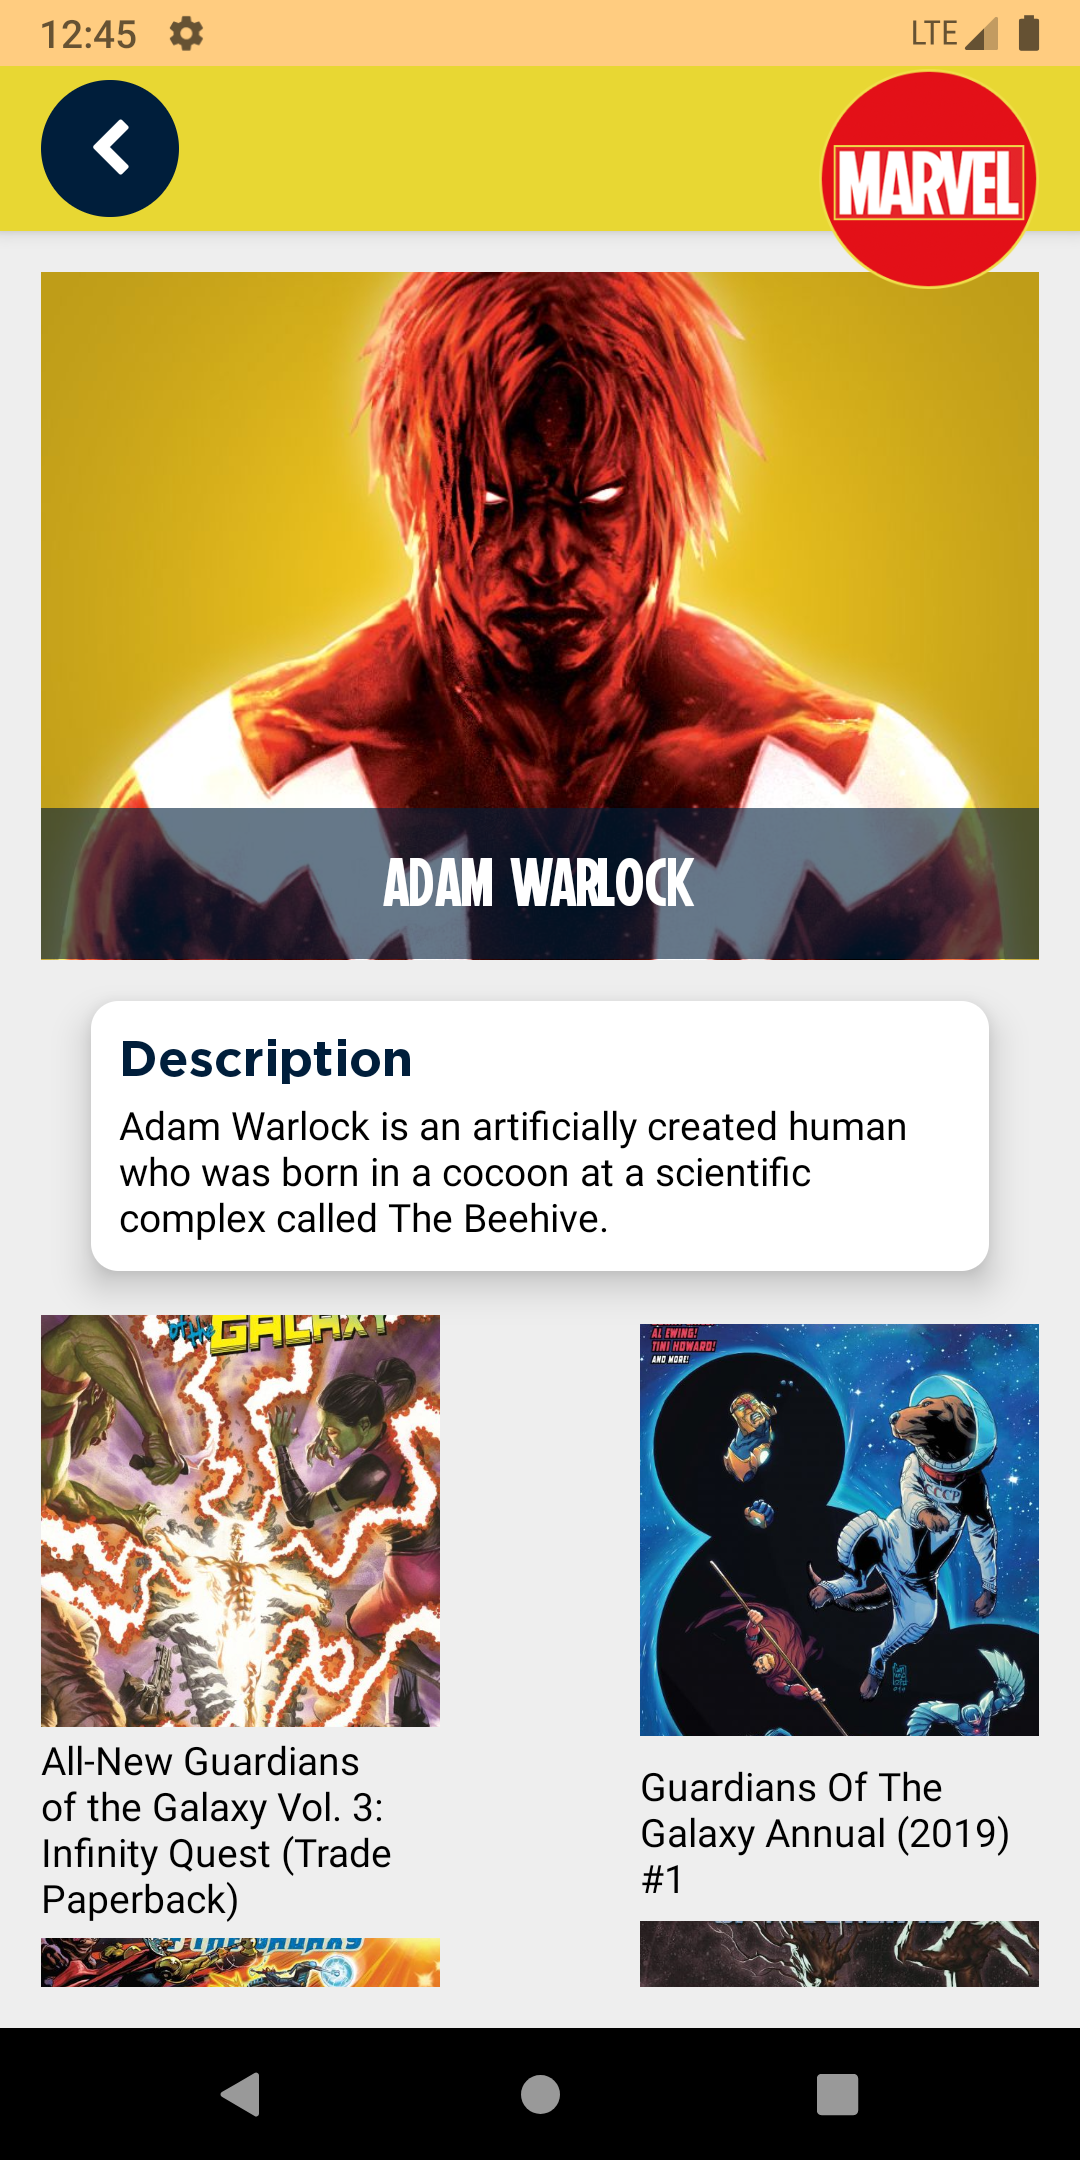 12:45
LTE
MARVEL
ADAM WARLOCK
Description
Adam Warlock is an artificially created human
who was born in a cocoon at a scientific
complex called The Beehive.
of the GALAXY
AL EWING!
TINI HOWARD!
AND MORE!
CCCP
All-New Guardians
of the Galaxy Vol. 3:
Infinity Quest (Trade
Paperback)
Guardians Of The
Galaxy Annual (2019)
#1